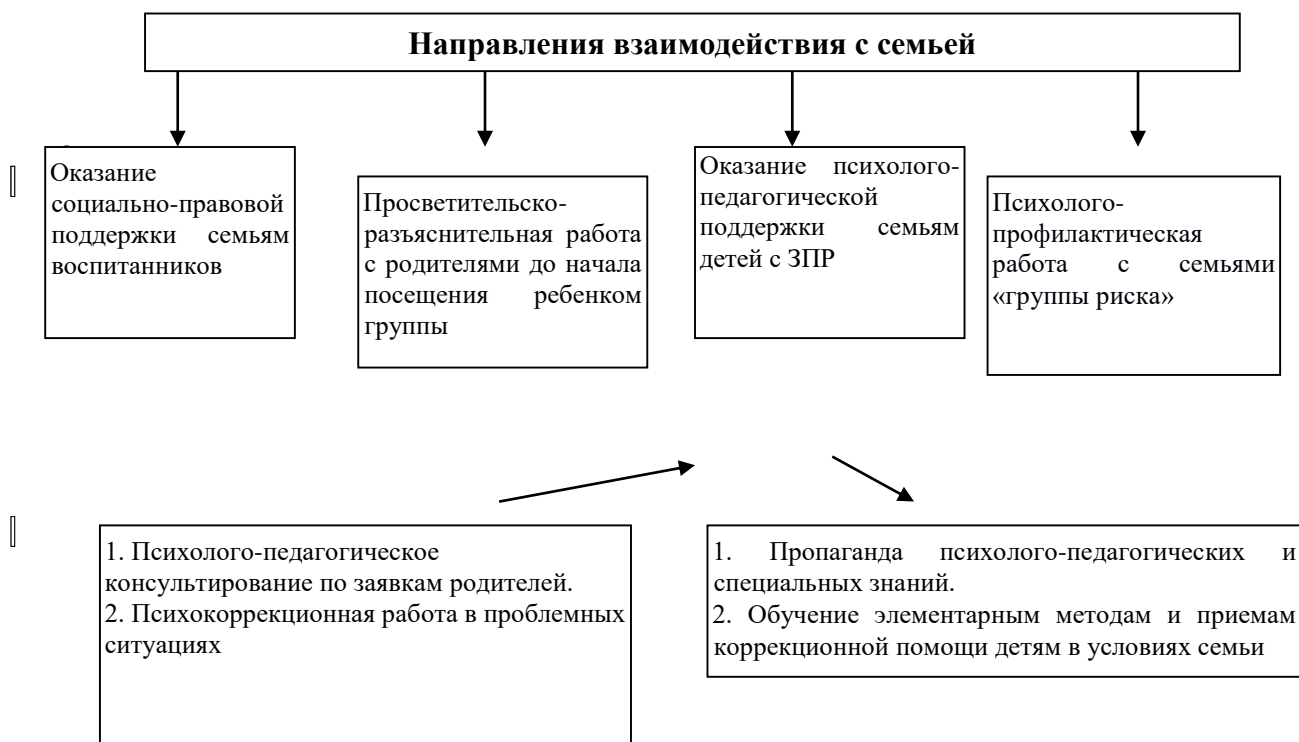 Направления взаимодействия с семьей
Оказание
социально-правовой
поддержки семьям
воспитанников
Просветительско-
разъяснительная работа
с родителями до начала
посещения ребенком
группы
Оказание психолого-
педагогической
поддержки семьям
детей с ЗПР
Психолого-
профилактическая
работа с семьями
«группы риска»
1. Психолого-педагогическое
консультирование по заявкам родителей.
2. Психокоррекционная работа в проблемных
ситуациях
1. Пропаганда психолого-педагогических и
специальных знаний.
2. Обучение элементарным методам и приемам
коррекционной помощи детям в условиях семьи